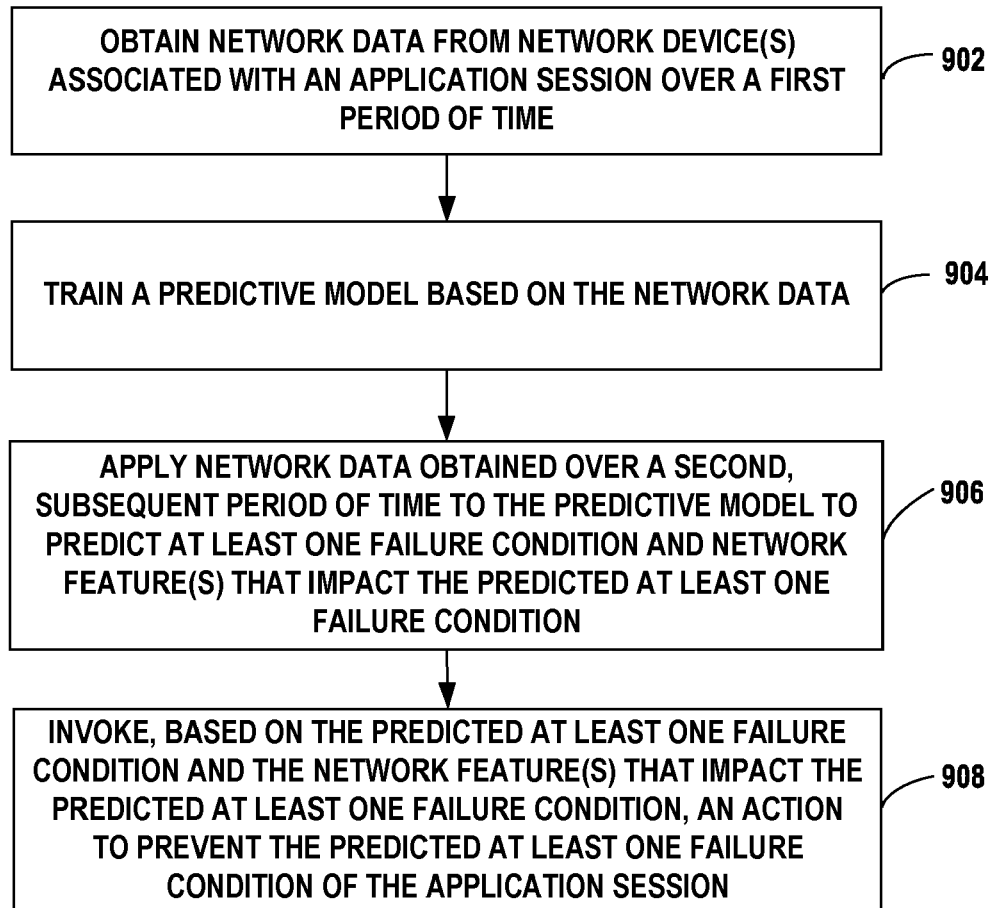 OBTAIN NETWORK DATA FROM NETWORK DEVICE(S)
ASSOCIATED WITH AN APPLICATION SESSION OVER A FIRST
PERIOD OF TIME
902
TRAIN A PREDICTIVE MODEL BASED ON THE NETWORK DATA
904
APPLY NETWORK DATA OBTAINED OVER A SECOND,
SUBSEQUENT PERIOD OF TIME TO THE PREDICTIVE MODEL TO
PREDICT AT LEAST ONE FAILURE CONDITION AND NETWORK
FEATURE(S) THAT IMPACT THE PREDICTED AT LEAST ONE
FAILURE CONDITION
906
INVOKE, BASED ON THE PREDICTED AT LEAST ONE FAILURE
CONDITION AND THE NETWORK FEATURE(S) THAT IMPACT THE
PREDICTED AT LEAST ONE FAILURE CONDITION, AN ACTION
TO PREVENT THE PREDICTED AT LEAST ONE FAILURE
CONDITION OF THE APPLICATION SESSION
908